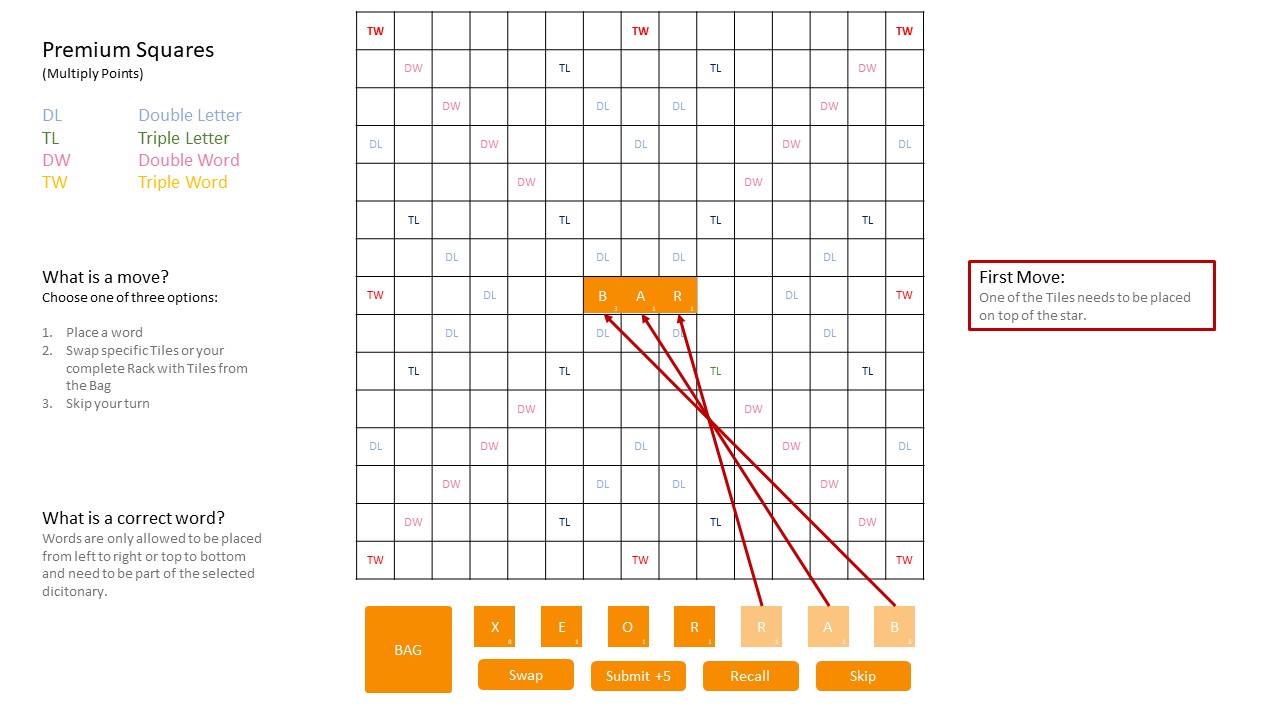 Premium Squares
(Multiply Points)
DL Double Letter
TL Triple Letter
DW Double Word
TW Triple Word
What is a move?
Choose one of three options:
1. Place a word
2. Swap specific Tiles or your
complete Rack with Tiles from
the Bag
3. Skip your turn
What is a correct word?
Words are only allowed to be placed
from left to right or top to bottom
and need to be part of the selected
dicitonary.
TW TW TW
DW TL TL DW
DW DL DL DW
DL DW DL DW DL
DW DW
TL TL TL TL
DL DL DL DL
TW DL B A R DL TW
DL DL DL DL
TL TL TL TL
DW DW
DL DW DL DW DL
DW DL DL DW
DW TL TL DW
TW TW TW
BAG
X E O R R A B
Swap Submit +5 Recall Skip
First Move:
One of the Tiles needs to be placed
on top of the star.